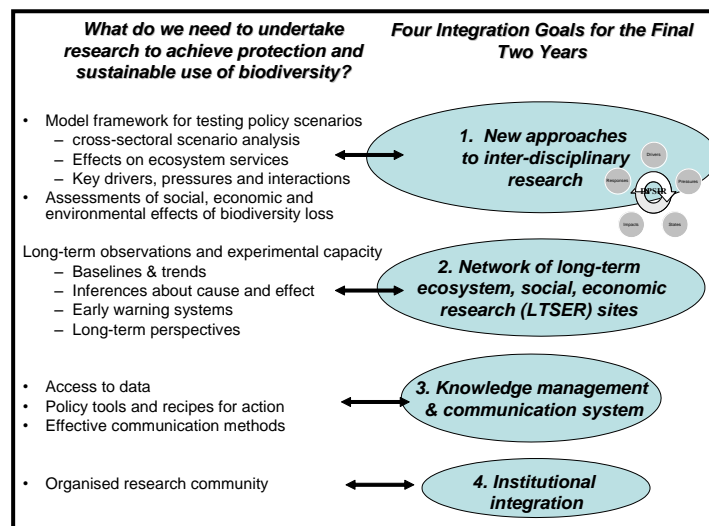 What do we need to undertake
research to achieve protection and
sustainable use of biodiversity?
Four Integration Goals for the Final
Two Years
• Model framework for testing policy scenarios
– cross-sectoral scenario analysis
– Effects on ecosystem services
– Key drivers, pressures and interactions
• Assessments of social, economic and
environmental effects of biodiversity loss
1. New approaches
to inter-disciplinary
research
Drivers
Responses
Pressures
DPSIR
Impacts
States
Long-term observations and experimental capacity
– Baselines & trends
– Inferences about cause and effect
– Early warning systems
– Long-term perspectives
2. Network of long-term
ecosystem, social, economic
research (LTSER) sites
• Access to data
• Policy tools and recipes for action
• Effective communication methods
3. Knowledge management
& communication system
• Organised research community
4. Institutional
integration